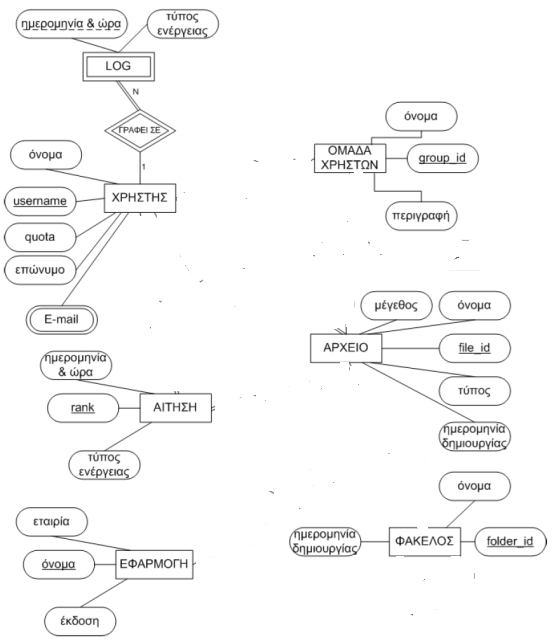 ημερομηνία & ώρα
τύπος
ενέργειας
LOG
N
ΓΡΑΦΕΙ ΣΕ
1
όνομα
ΧΡΗΣΤΗΣ
username
quota
επώνυμο
E-mail
όνομα
ΟΜΑΔΑ
ΧΡΗΣΤΩΝ
group_id
περιγραφή
μέγεθος
όνομα
ΑΡΧΕΙΟ
file_id
τύπος
ημερομηνία
δημιουργίας
ημερομηνία
& ώρα
rank
ΑΙΤΗΣΗ
τύπος
ενέργειας
όνομα
ημερομηνία
δημιουργίας
ΦΑΚΕΛΟΣ
folder_id
εταιρία
όνομα
ΕΦΑΡΜΟΓΗ
έκδοση